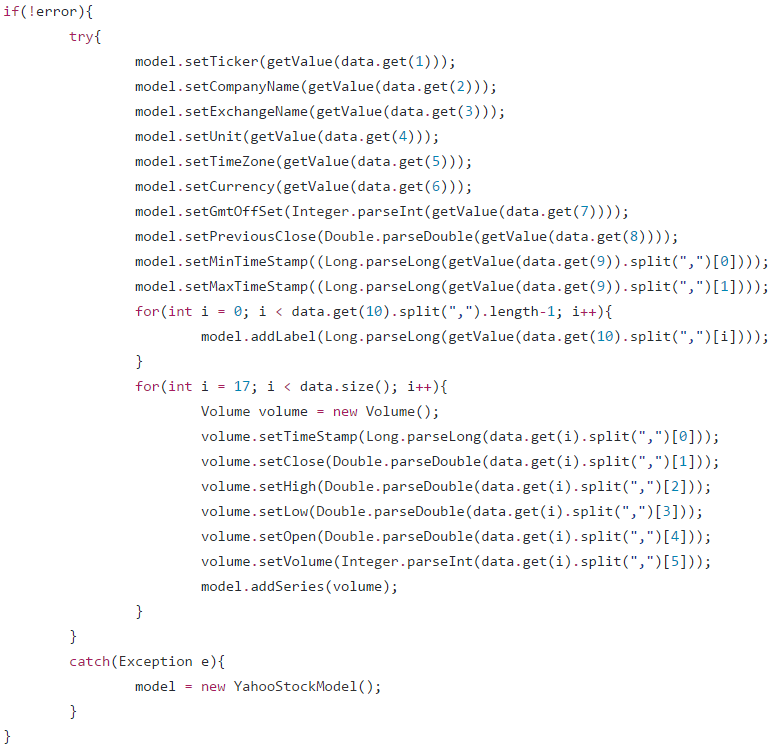 if(!error){
try{
model.setTicker(getValue(data.get(1)));
model.setCompanyName(getValue(data.get(2)));
model.setExchangeName(getValue(data.get(3)));
model.setUnit(getValue(data.get(4)));
model.setTimeZone(getValue(data.get(5)));
model.setCurrency(getValue(data.get(6)));
model.setGmtOffSet(Integer.parseInt(getValue(data.get(7))));
model.setPreviousClose(Double.parseDouble(getValue(data.get(8))));
model.setMinTimeStamp((Long.parseLong(getValue(data.get(9)).split(",")[0])));
model.setMaxTimeStamp((Long.parseLong(getValue(data.get(9)).split(",")[1])));
for(int i = 0; i < data.get(10).split(",").length-1; i++){
model.addLabel(Long.parseLong(getValue(data.get(10).split(",")[i])));
}
for(int i = 17; i < data.size(); i++){
Volume volume = new Volume();
volume.setTimeStamp(Long.parseLong(data.get(i).split(",")[0]));
volume.setClose(Double.parseDouble(data.get(i).split(",")[1]));
volume.setHigh(Double.parseDouble(data.get(i).split(",")[2]));
volume.setLow(Double.parseDouble(data.get(i).split(",")[3]));
volume.setOpen(Double.parseDouble(data.get(i).split(",")[4]));
volume.setVolume(Integer.parseInt(data.get(i).split(",")[5]));
model.addSeries(volume);
}
}
catch(Exception e){
model = new YahooStockModel();
}
}